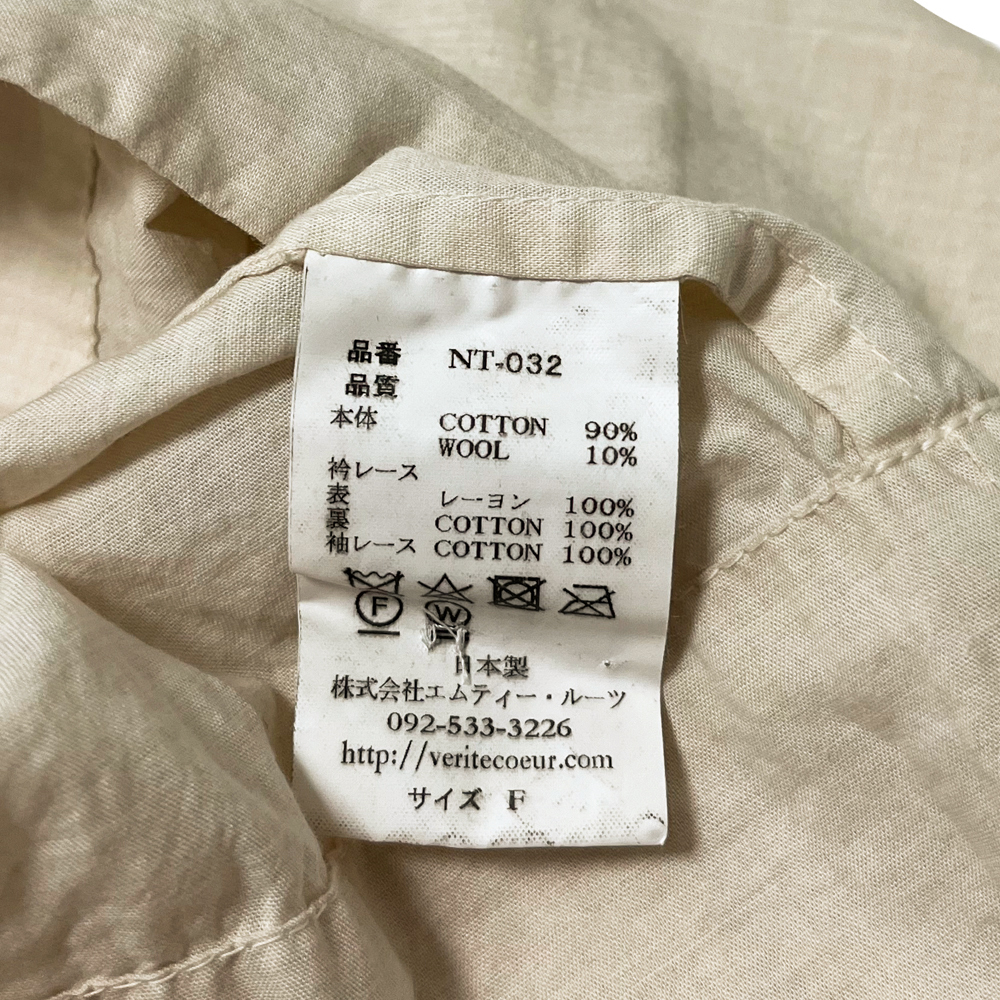 品番 NT-032
品質
本体 COTTON 90%
WOOL 10%
衿レース
表 レーヨン 100%
裏 COTTON 100%
袖レース COTTON 100%
F W
日本製
株式会社エムティー・ルーツ
092-533-3226
http://veritecoeur.com
サイズ F